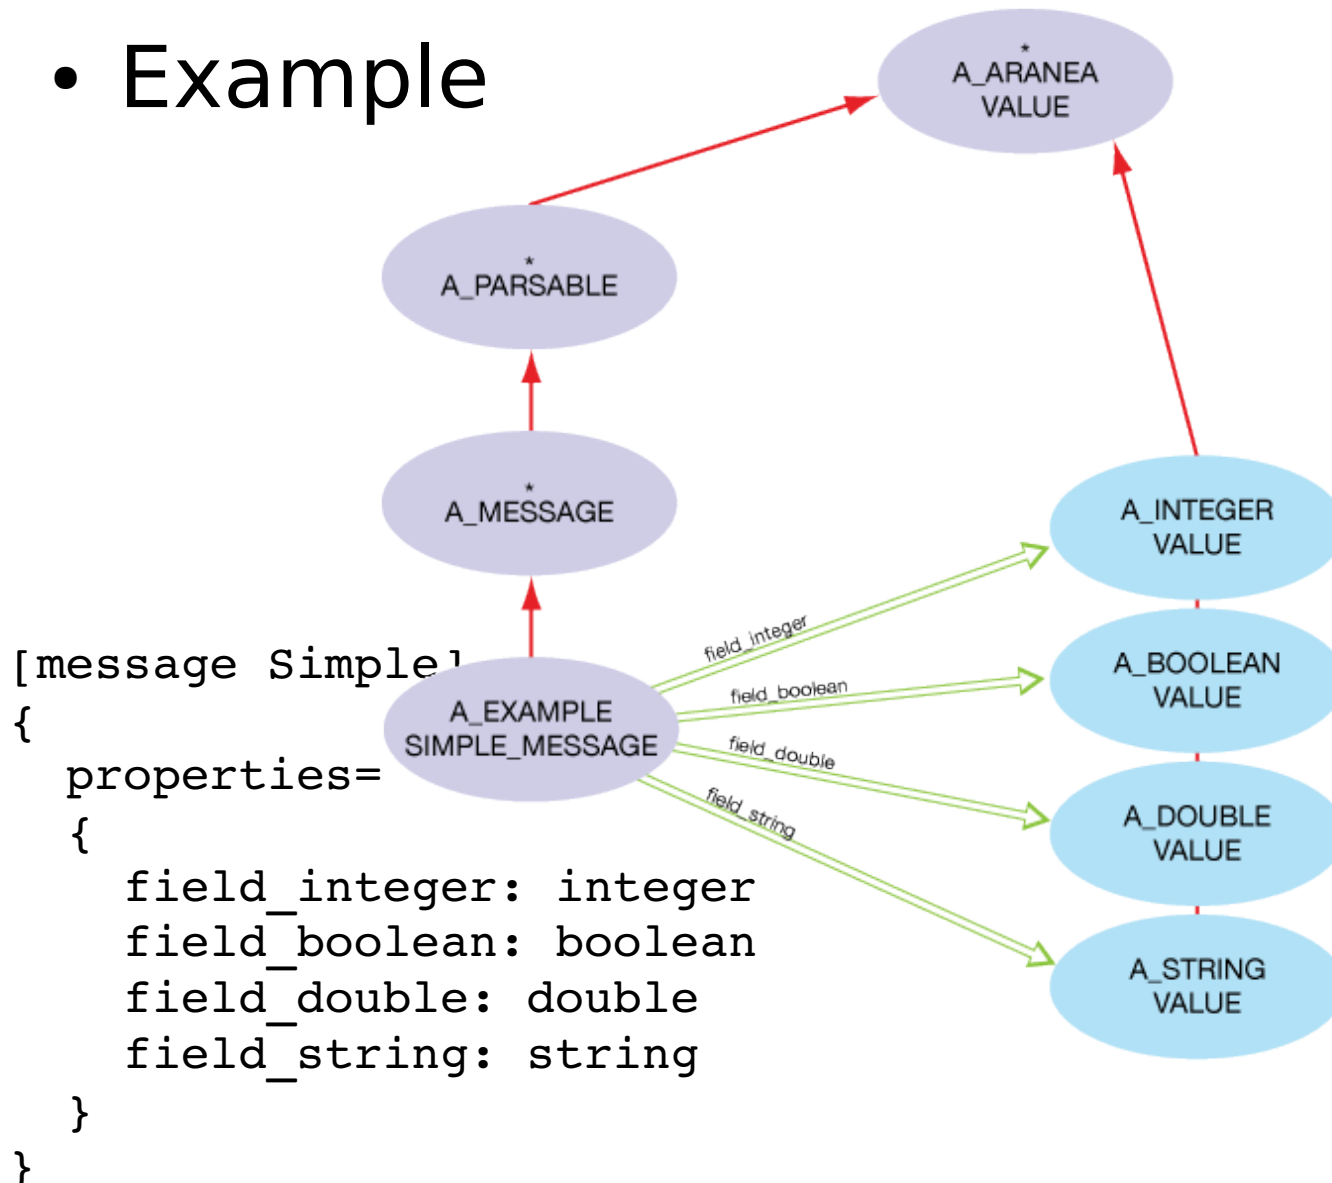 • Example
*
A_ARANEA
VALUE
*
A_PARSABLE
*
A_MESSAGE
A_EXAMPLE
SIMPLE_MESSAGE
field_integer
field_boolean
field_double
field_string
A_INTEGER
VALUE
A_BOOLEAN
VALUE
A_DOUBLE
VALUE
A_STRING
VALUE
[message Simple]
{
properties=
{
field_integer: integer
field_boolean: boolean
field_double: double
field_string: string
}
}